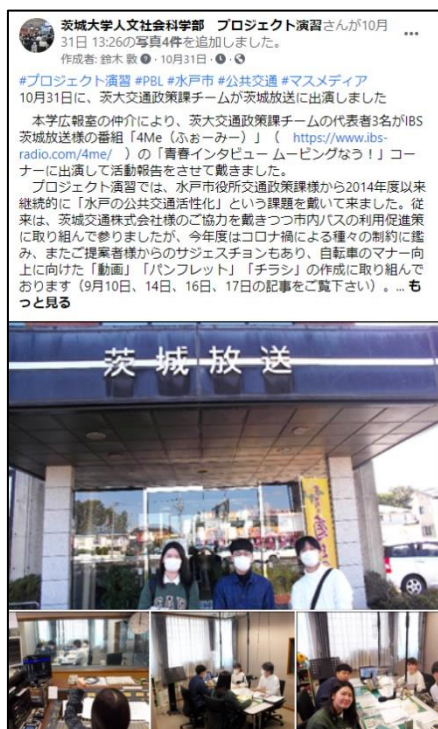 茨城大学人文社会科学部 プロジェクト演習さんが10月
31日 13:26の写真4件を追加しました。
作成者: 鈴木 敦 · 10月31日 ·
#プロジェクト演習 #PBL #水戸市 #公共交通 #マスメディア
10月31日に、茨大交通政策課チームが茨城放送に出演しました
本学広報室の仲介により、茨大交通政策課チームの代表者3名がIBS
茨城放送様の番組「4Me（ふぉーみー）」（ https://www.ibs-
radio.com/4me/ ）の「青春インタビュー ムービングなう！」コー
ナーに出演して活動報告をさせて戴きました。
プロジェクト演習では、水戸市役所交通政策課様から2014年度以来
継続的に「水戸の公共交通活性化」という課題を戴いて来ました。従
来は、茨城交通株式会社様のご協力を戴きつつ市内バスの利用促進策
に取り組んで参りましたが、今年度はコロナ禍による種々の制約に鑑
み、またご提案者様からのサジェスチョンもあり、自転車のマナー向
上に向けた「動画」「パンフレット」「チラシ」の作成に取り組んで
おります（9月10日、14日、16日、17日の記事をご覧下さい）。... も
っと見る
茨城放送